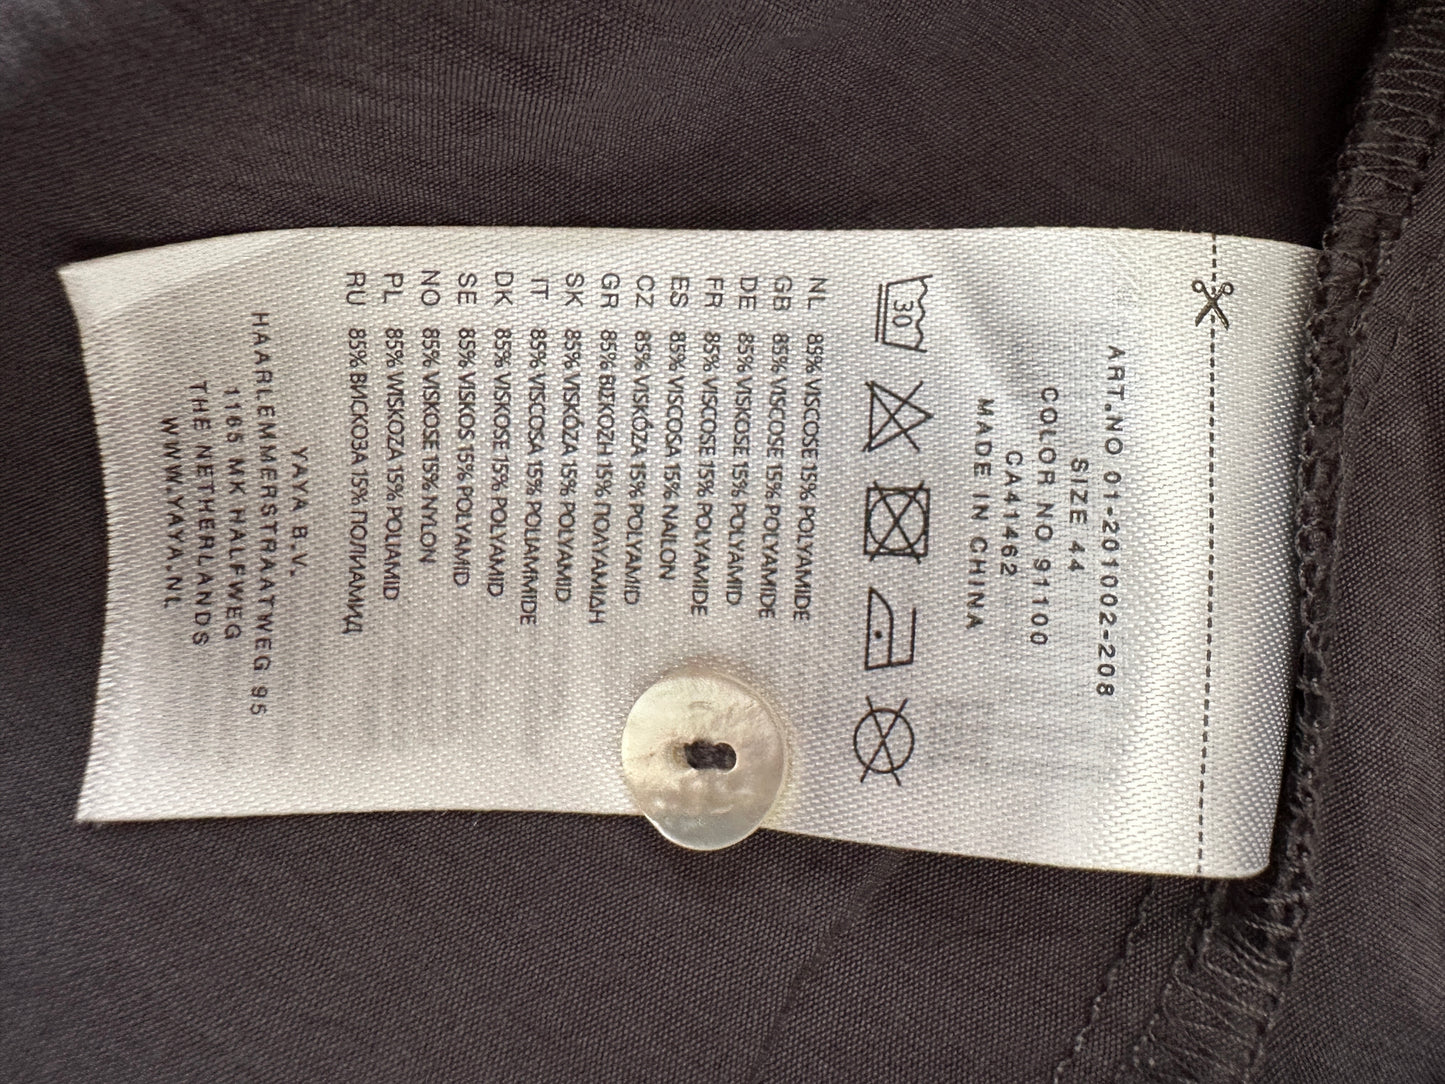 ART.NO 01-201002-208
SIZE 44
COLOR NO 91100
CA41462
MADE IN CHINA
30
NL 85% VISCOSE 15% POLYAMIDE
GB 85% VISCOSE 15% POLYAMIDE
DE 85% VISKOSE 15% POLYAMID
FR 85% VISCOSE 15% POLYAMIDE
ES 85% VISCOSA 15% NAILON
CZ 85% VISKÓZA 15% POLYAMID
GR 85% ΒΙΣΚΟΖΗ 15% ΠΟΛΥΑΜΙΔΗ
SK 85% VISKÓZA 15% POLYAMID
IT 85% VISCOSA 15% POLIAMMIDE
DK 85% VISKOSE 15% POLYAMID
SE 85% VISKOS 15% POLYAMID
NO 85% VISKOSE 15% NYLON
PL 85% WISKOZA 15% POLIAMID
RU 85% ВИСКОЗА 15% ПОЛИАМИД
YAYA B.V.
HAARLEMMERSTRAATWEG 95
1165 MK HALFWEG
THE NETHERLANDS
WWW.YAYA.NL